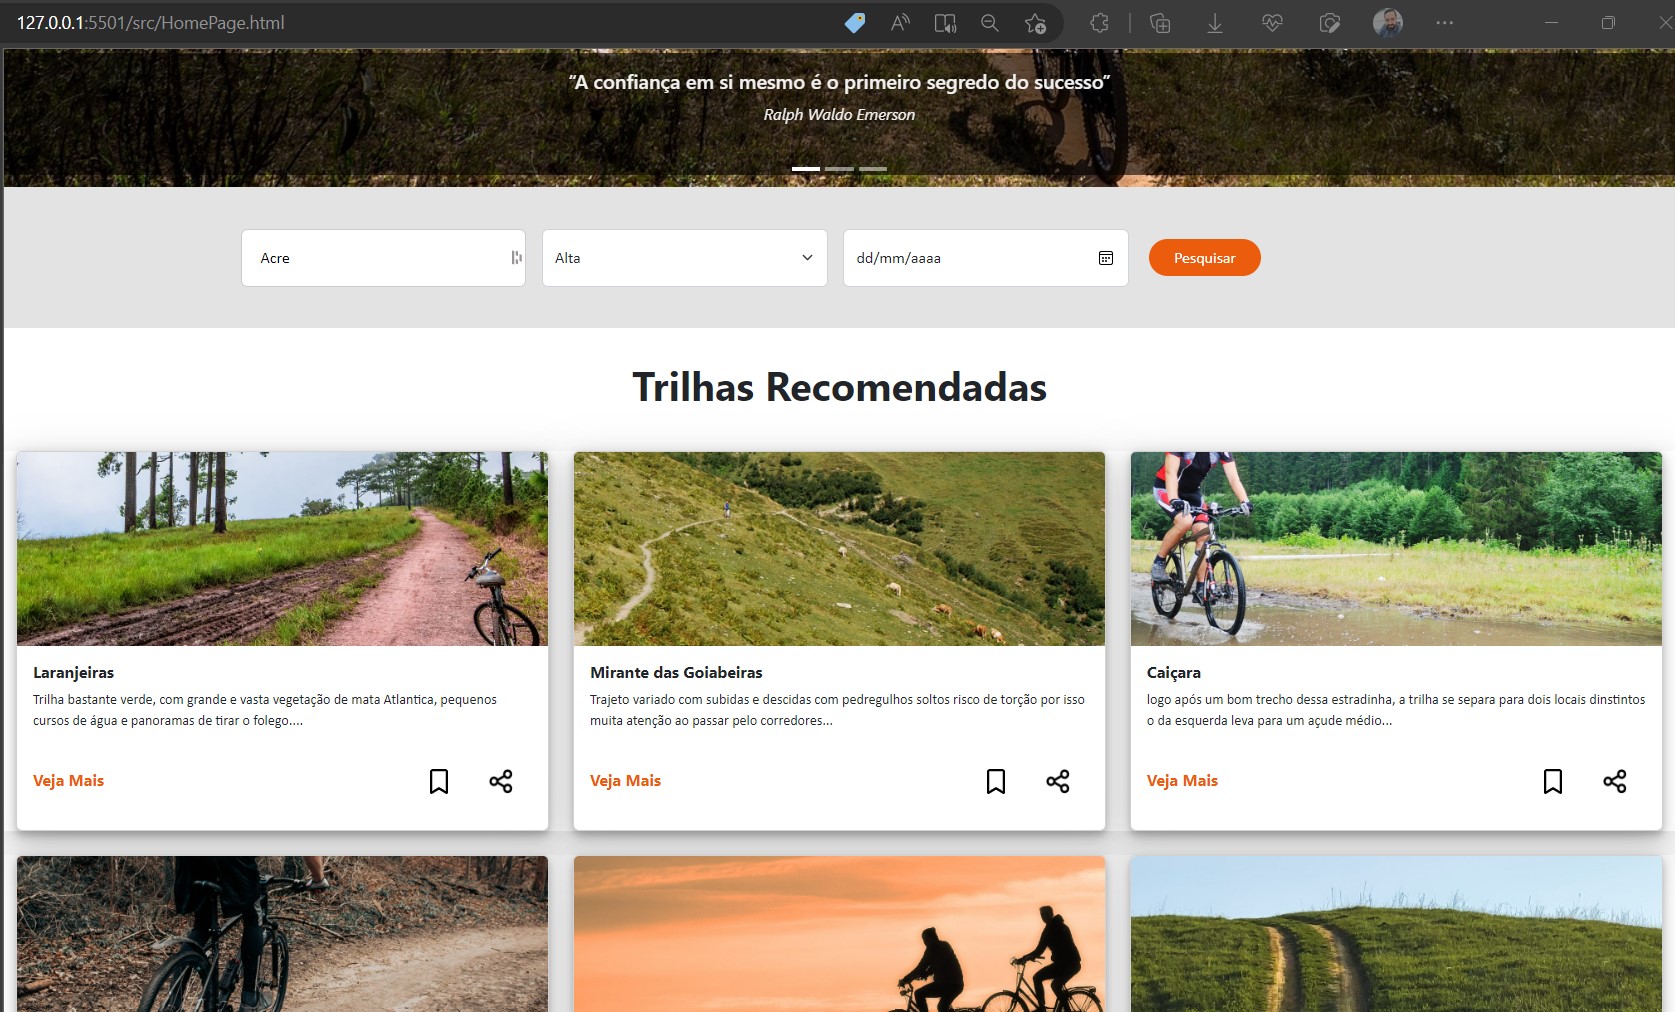 127.0.0.1:5501/src/HomePage.html
“A confiança em si mesmo é o primeiro segredo do sucesso”
Ralph Waldo Emerson
Acre
Alta
dd/mm/aaaa
Pesquisar
Trilhas Recomendadas
Laranjeiras
Trilha bastante verde, com grande e vasta vegetação de mata Atlantica, pequenos
cursos de água e panoramas de tirar o folego....
Veja Mais
Mirante das Goiabeiras
Trajeto variado com subidas e descidas com pedregulhos soltos risco de torção por isso
muita atenção ao passar pelo corredores...
Veja Mais
Caiçara
logo após um bom trecho dessa estradinha, a trilha se separa para dois locais dinstintos
o da esquerda leva para um açude médio...
Veja Mais